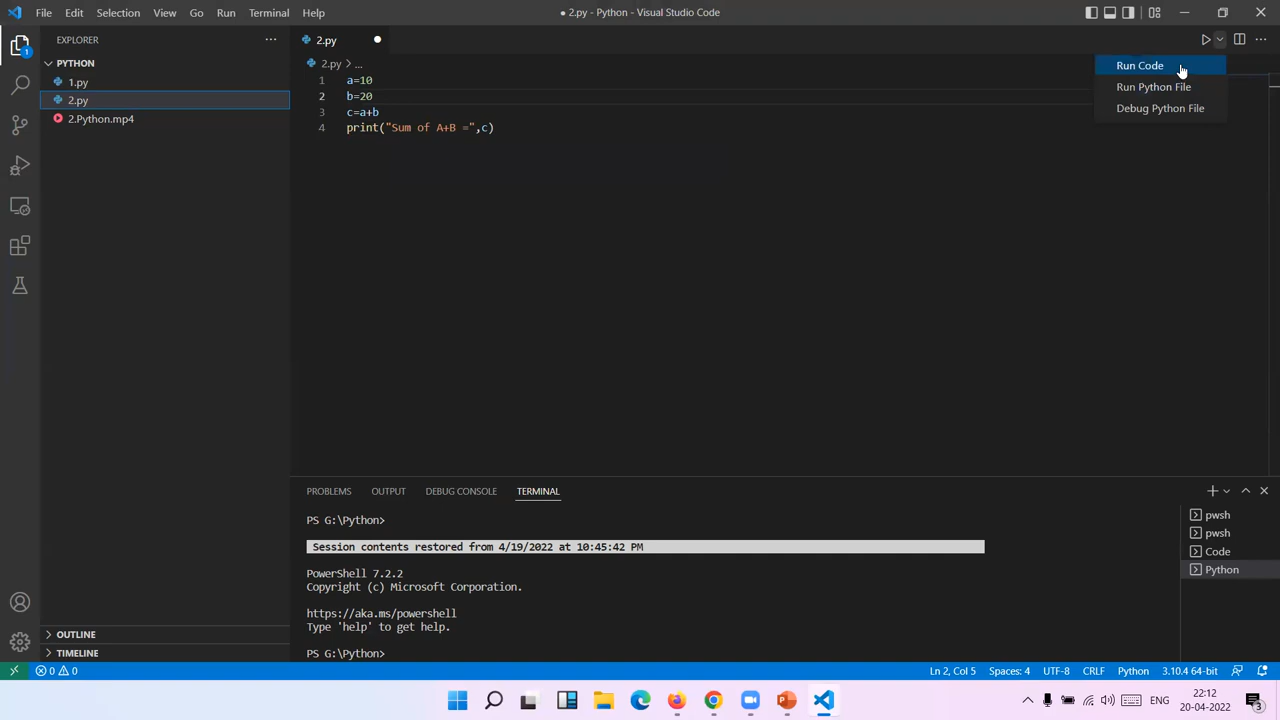 File Edit Selection View Go Run Terminal Help
● 2.py - Python - Visual Studio Code
EXPLORER
PYTHON
1.py
2.py
2.Python.mp4
OUTLINE
TIMELINE
1
2.py
2.py > ...
1 a=10
2 b=20
3 c=a+b
4 print("Sum of A+B =",c)
Run Code
Run Python File
Debug Python File
PROBLEMS OUTPUT DEBUG CONSOLE TERMINAL
PS G:\Python>
Session contents restored from 4/19/2022 at 10:45:42 PM
PowerShell 7.2.2
Copyright (c) Microsoft Corporation.
https://aka.ms/powershell
Type 'help' to get help.
PS G:\Python>
pwsh
pwsh
Code
Python
0 0
Ln 2, Col 5 Spaces: 4 UTF-8 CRLF Python 3.10.4 64-bit
ENG
22:12
20-04-2022
3